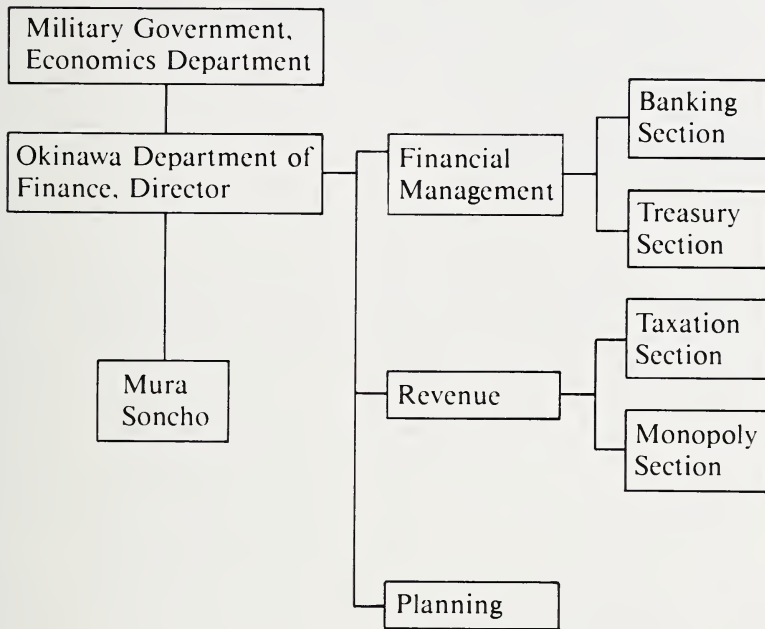 Military Government,
Economics Department
Okinawa Department of
Finance, Director
Mura
Soncho
Financial
Management
Banking
Section
Treasury
Section
Revenue
Taxation
Section
Monopoly
Section
Planning